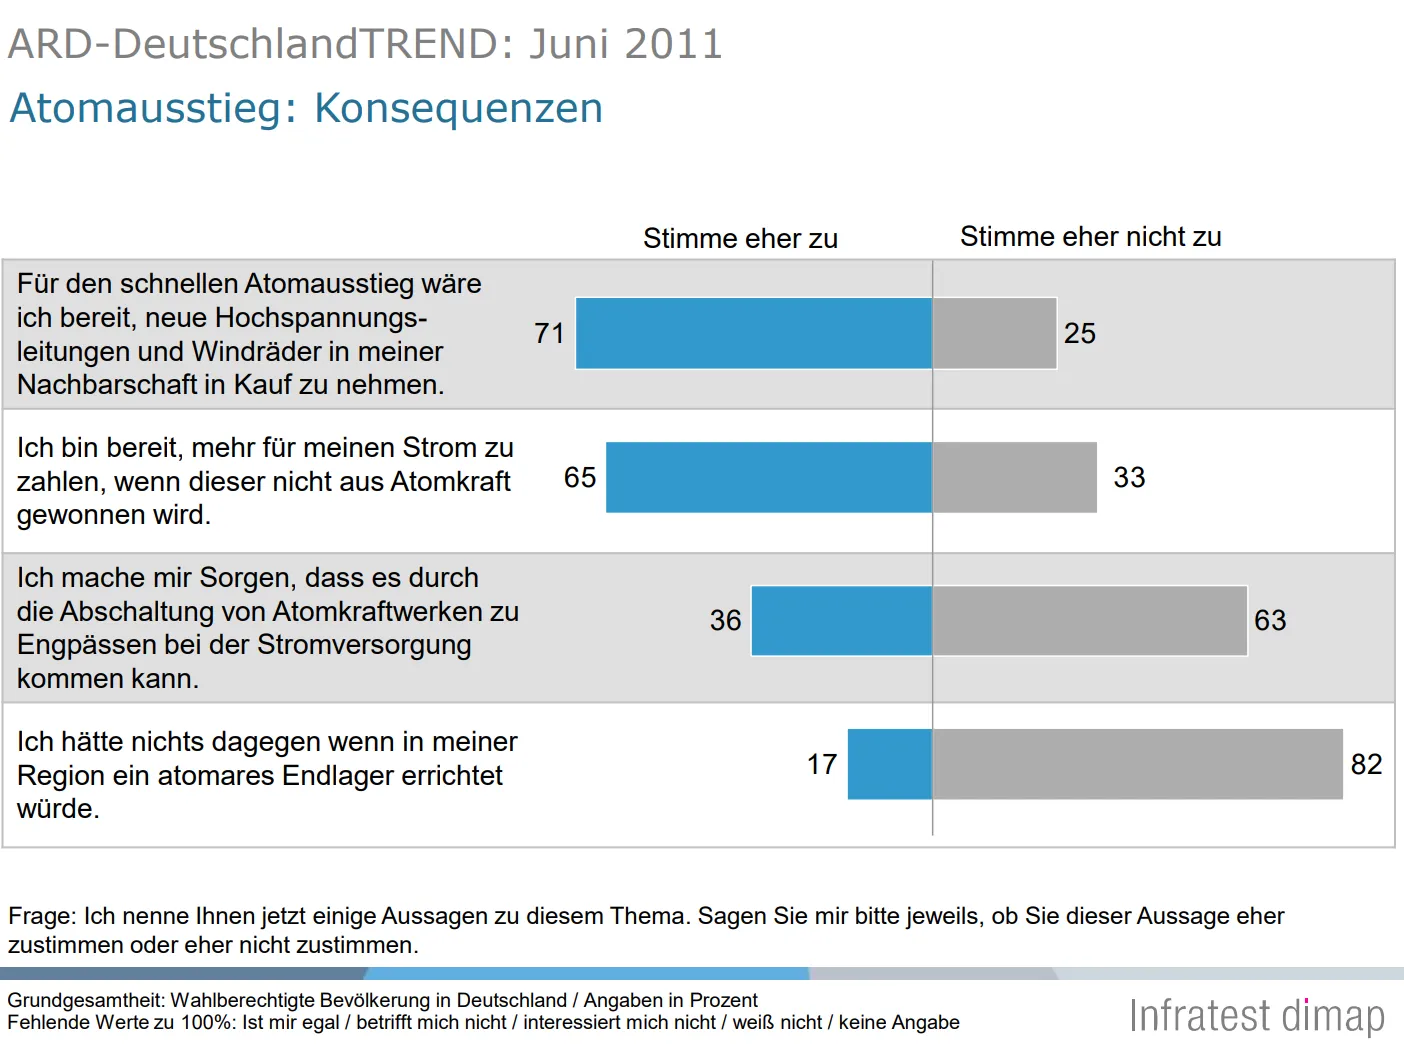 ARD-DeutschlandTREND: Juni 2011
Atomausstieg: Konsequenzen
Stimme eher zu
Stimme eher nicht zu
Für den schnellen Atomausstieg wäre
ich bereit, neue Hochspannungs-
leitungen und Windräder in meiner
Nachbarschaft in Kauf zu nehmen.
71
25
Ich bin bereit, mehr für meinen Strom zu
zahlen, wenn dieser nicht aus Atomkraft
gewonnen wird.
65
33
Ich mache mir Sorgen, dass es durch
die Abschaltung von Atomkraftwerken zu
Engpässen bei der Stromversorgung
kommen kann.
36
63
Ich hätte nichts dagegen wenn in meiner
Region ein atomares Endlager errichtet
würde.
17
82
Frage: Ich nenne Ihnen jetzt einige Aussagen zu diesem Thema. Sagen Sie mir bitte jeweils, ob Sie dieser Aussage eher
zustimmen oder eher nicht zustimmen.
Grundgesamtheit: Wahlberechtigte Bevölkerung in Deutschland / Angaben in Prozent
Fehlende Werte zu 100%: Ist mir egal / betrifft mich nicht / interessiert mich nicht / weiß nicht / keine Angabe
Infratest dimap